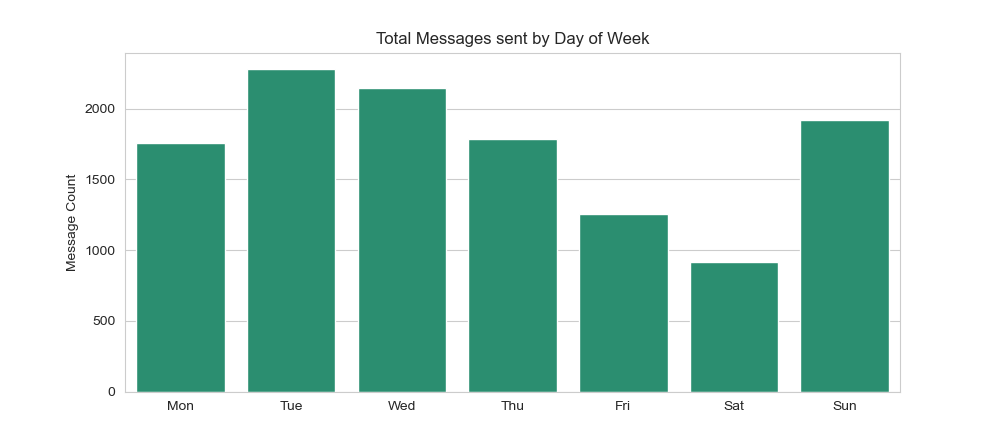 Total Messages sent by Day of Week
Message Count
2000
1500
1000
500
0
Mon Tue Wed Thu Fri Sat Sun